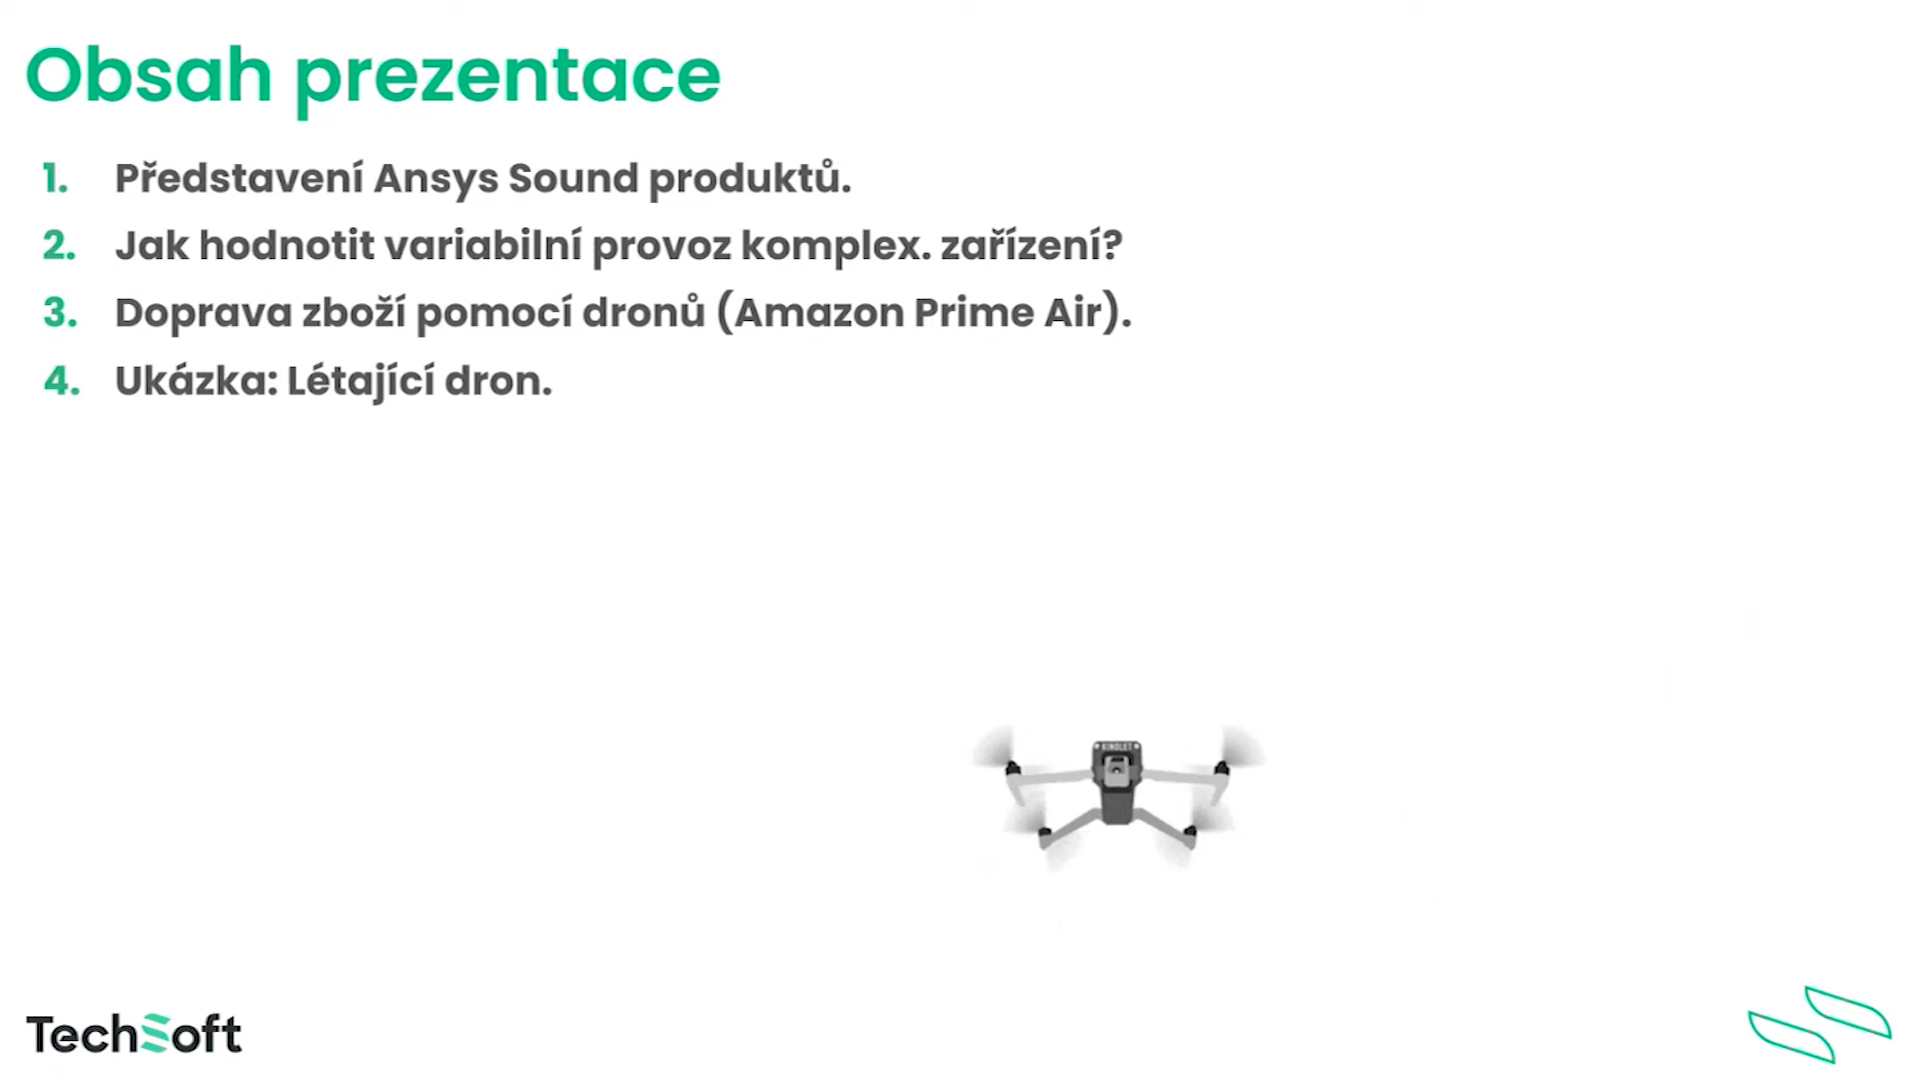 Obsah prezentace
1. Představení Ansys Sound produktů.
2. Jak hodnotit variabilní provoz komplex. zařízení?
3. Doprava zboží pomocí dronů (Amazon Prime Air).
4. Ukázka: Létající dron.
TechSoft